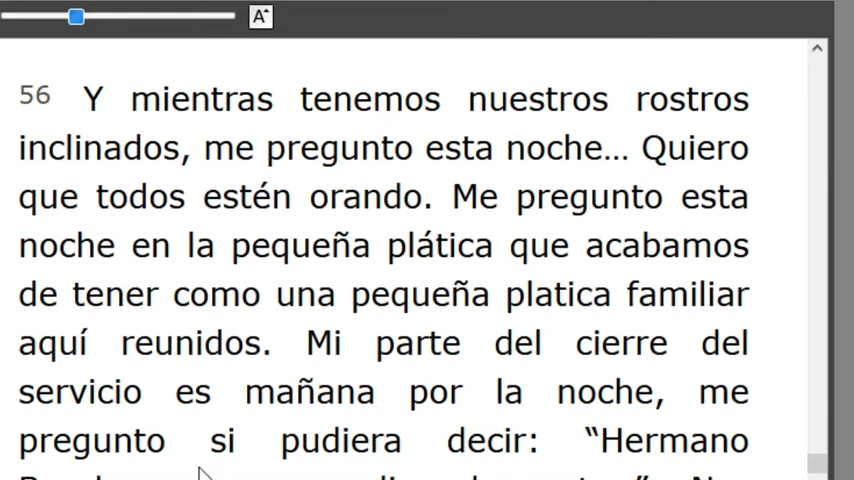 A
56 Y mientras tenemos nuestros rostros
inclinados, me pregunto esta noche... Quiero
que todos estén orando. Me pregunto esta
noche en la pequeña plática que acabamos
de tener como una pequeña platica familiar
aquí reunidos. Mi parte del cierre del
servicio es mañana por la noche, me
pregunto si pudiera decir: “Hermano